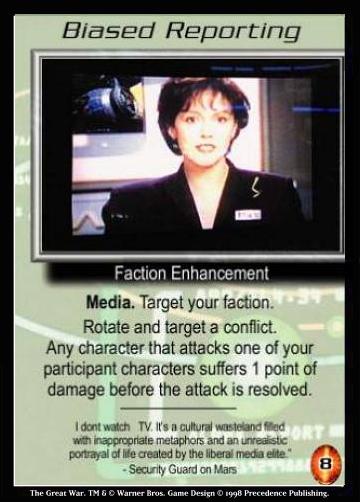 Biased Reporting
Faction Enhancement
Media. Target your faction.
Rotate and target a conflict.
Any character that attacks one of your
participant characters suffers 1 point of
damage before the attack is resolved.
I dont watch TV. It's a cultural wasteland filled
with inappropriate metaphors and an unrealistic
portrayal of life created by the liberal media elite."
- Security Guard on Mars
8
The Great War. TM & © Warner Bros. Game Design © 1998 Precedence Publishing.